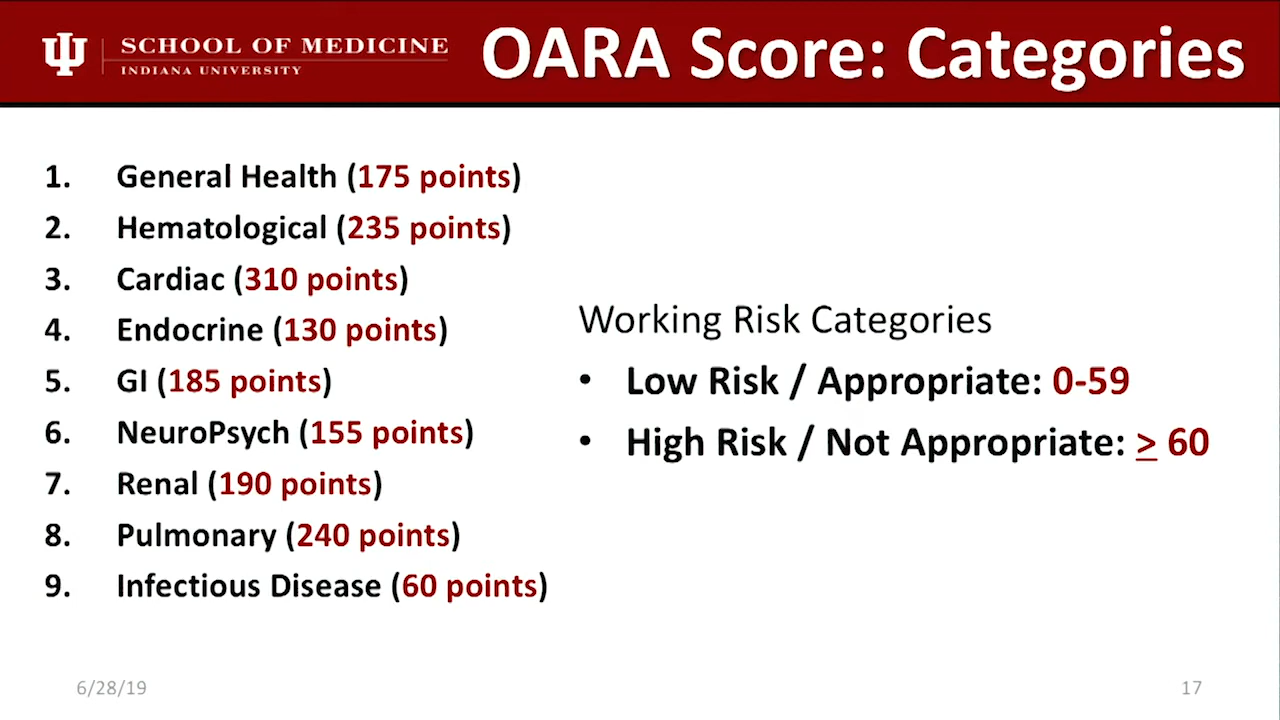 SCHOOL OF MEDICINE
INDIANA UNIVERSITY
OARA Score: Categories
1. General Health (175 points)
2. Hematological (235 points)
3. Cardiac (310 points)
4. Endocrine (130 points)
5. GI (185 points)
6. NeuroPsych (155 points)
7. Renal (190 points)
8. Pulmonary (240 points)
9. Infectious Disease (60 points)
Working Risk Categories
• Low Risk / Appropriate: 0-59
• High Risk / Not Appropriate: > 60
6/28/19
17